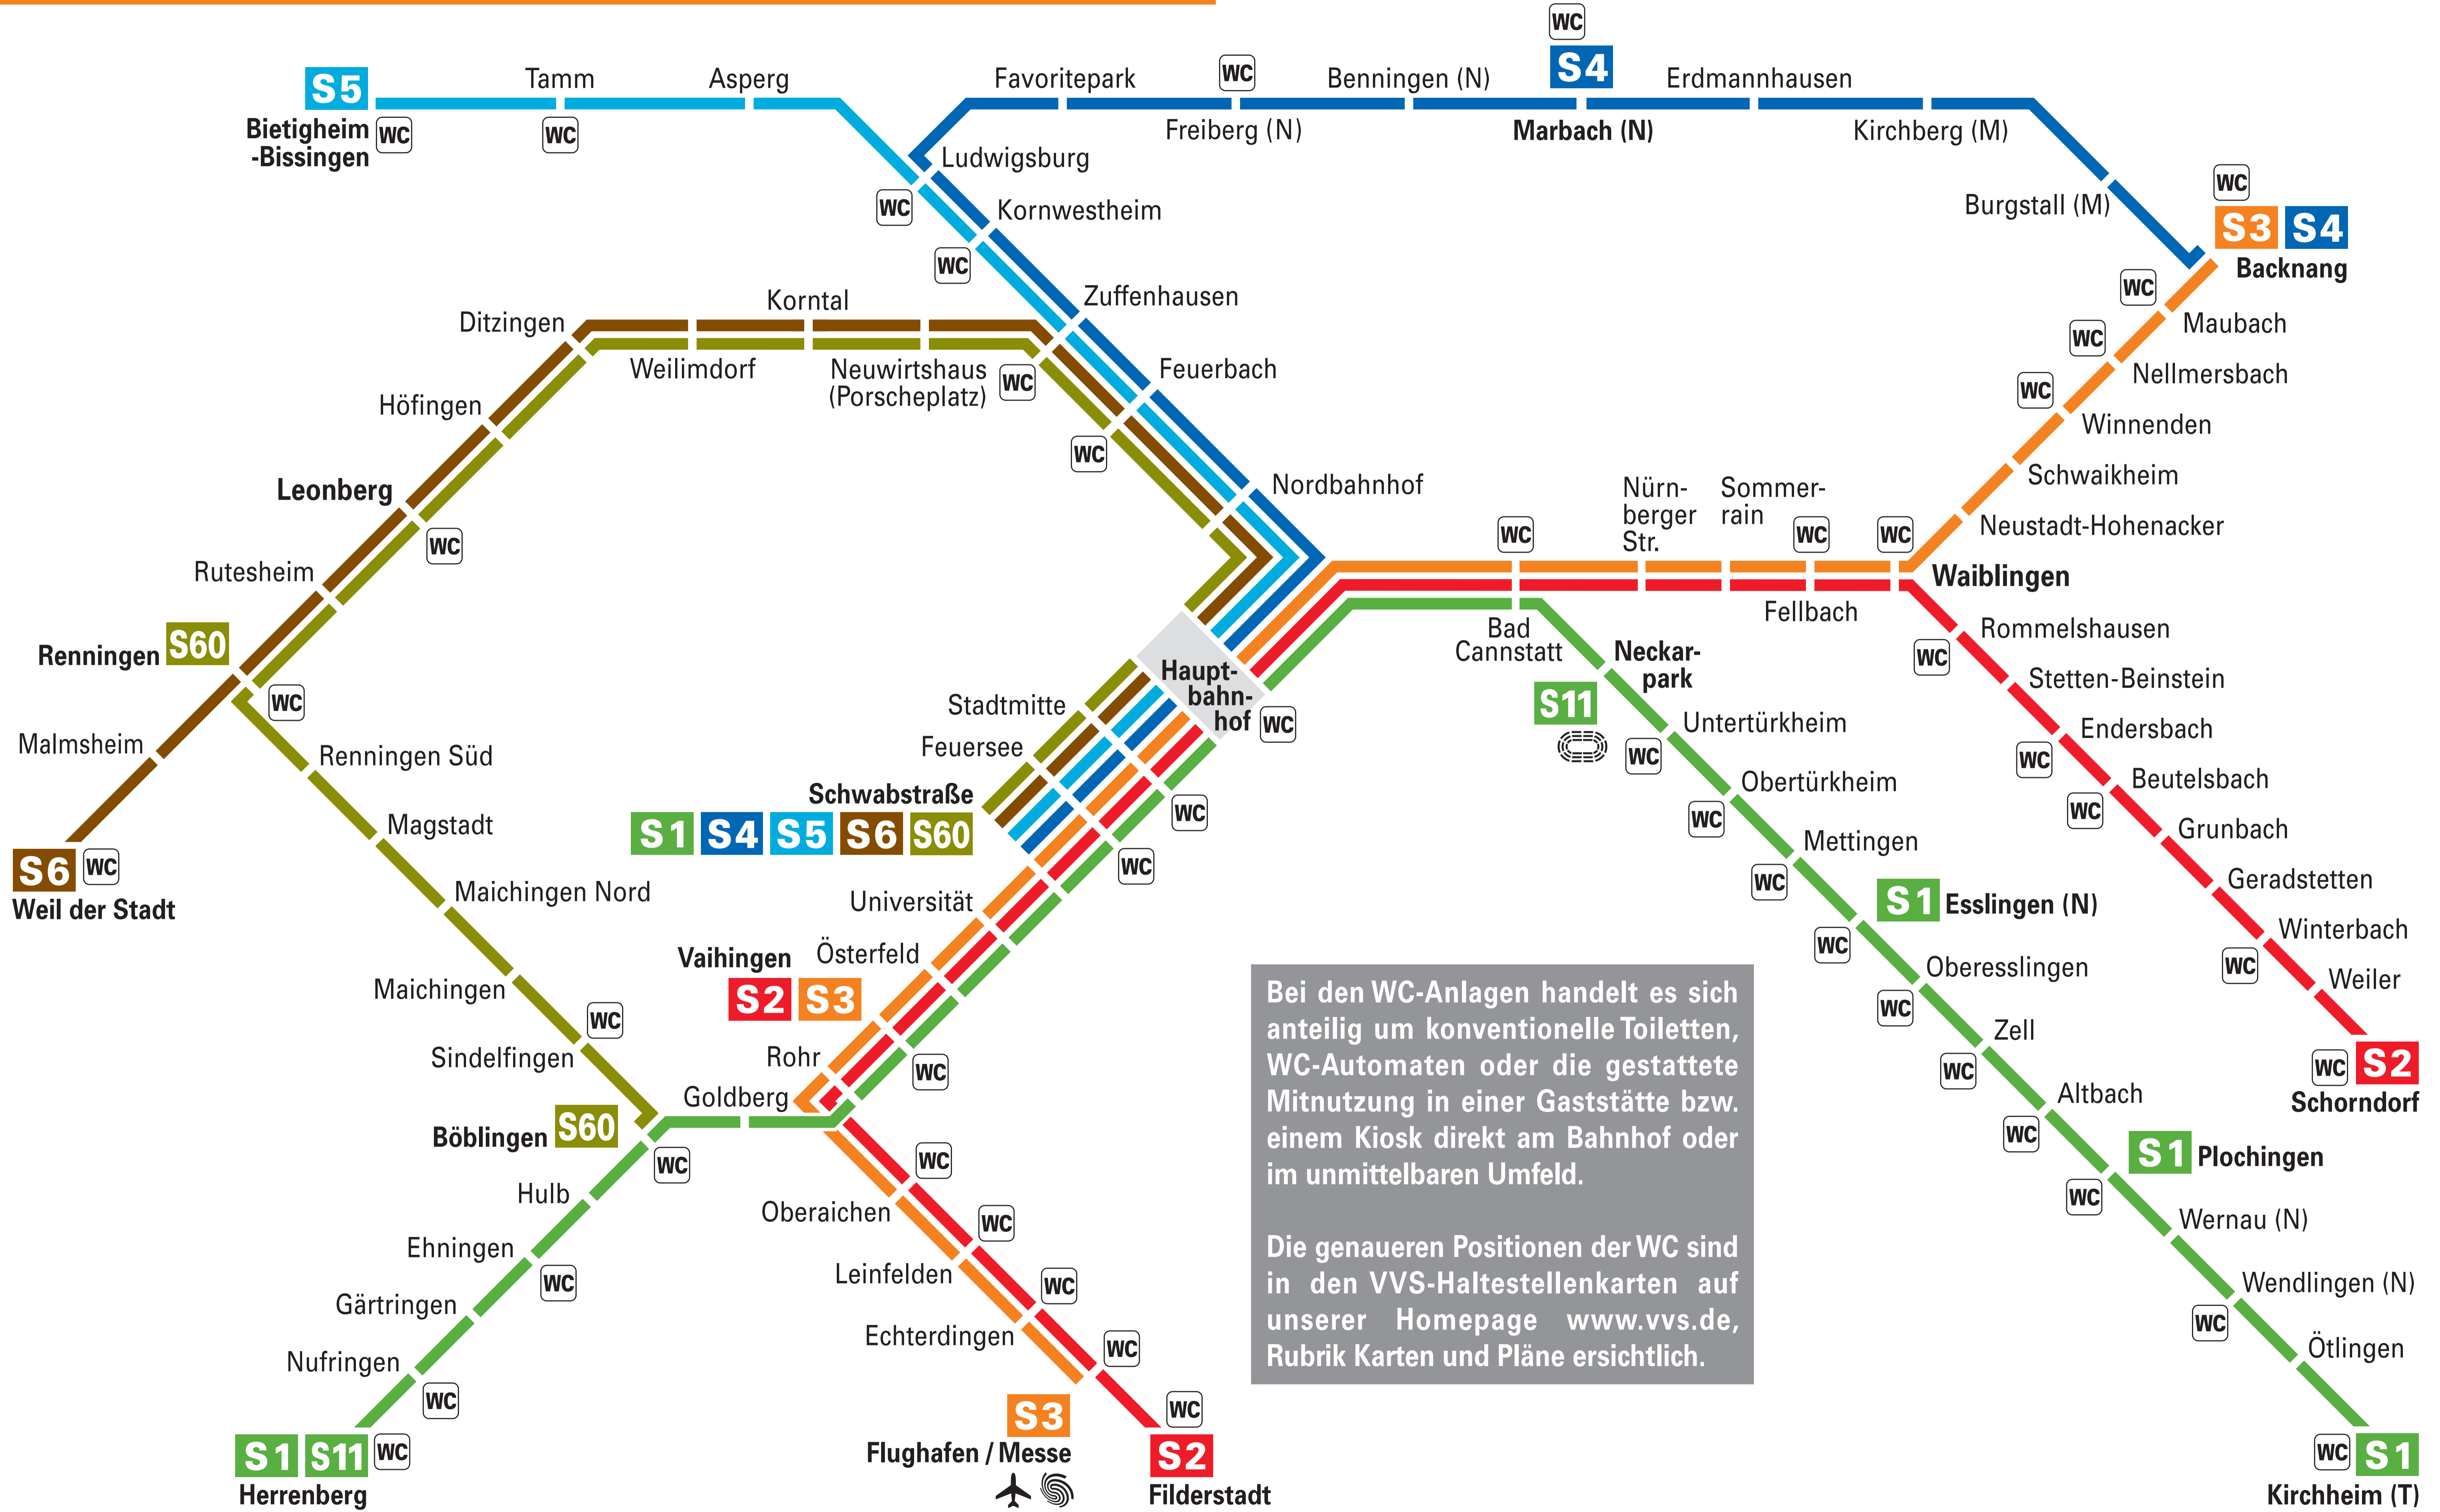 WC
S4
S5
Tamm
Asperg
Favoritepark
WC
Benningen (N)
Erdmannhausen
Bietigheim
-Bissingen
WC
WC
Freiberg (N)
Marbach (N)
Kirchberg (M)
Ludwigsburg
WC
Kornwestheim
WC
Burgstall (M)
WC
S3 S4
Backnang
WC
Maubach
WC
Nellmersbach
WC
Winnenden
Schwaikheim
Neustadt-Hohenacker
Zuffenhausen
Feuerbach
Nordbahnhof
Korntal
Ditzingen
Weilimdorf
Neuwirtshaus
(Porscheplatz)
WC
WC
Höfingen
Leonberg
WC
Rutesheim
Renningen S60
WC
Malmsheim
S6 WC
Weil der Stadt
Renningen Süd
Magstadt
Maichingen Nord
Maichingen
WC
Sindelfingen
Böblingen S60
WC
Haupt-
bahn-
hof WC
Stadtmitte
Feuersee
WC
Schwabstraße
S1 S4 S5 S6 S60
WC
Universität
Österfeld
Vaihingen
S2 S3
WC
Rohr
Goldberg
Hulb
Ehningen
WC
Gärtringen
Nufringen
WC
S1 S11 WC
Herrenberg
WC
Oberaichen
WC
Leinfelden
WC
Echterdingen
WC
S3
Flughafen / Messe
WC
S2
Filderstadt
WC
Bad
Cannstatt
Nürn-
berger
Str.
Sommer-
rain
WC
Fellbach
WC
Waiblingen
Rommelshausen
WC
Stetten-Beinstein
Endersbach
WC
Beutelsbach
WC
Grunbach
Geradstetten
Winterbach
WC
Weiler
WC S2
Schorndorf
Neckar-
park
S11
Untertürkheim
WC
Obertürkheim
WC
Mettingen
WC
S1 Esslingen (N)
WC
Oberesslingen
WC
Zell
WC
Altbach
WC
S1 Plochingen
WC
Wernau (N)
Wendlingen (N)
WC
Ötlingen
WC S1
Kirchheim (T)
Bei den WC-Anlagen handelt es sich
anteilig um konventionelle Toiletten,
WC-Automaten oder die gestattete
Mitnutzung in einer Gaststätte bzw.
einem Kiosk direkt am Bahnhof oder
im unmittelbaren Umfeld.
Die genaueren Positionen der WC sind
in den VVS-Haltestellenkarten auf
unserer Homepage www.vvs.de,
Rubrik Karten und Pläne ersichtlich.